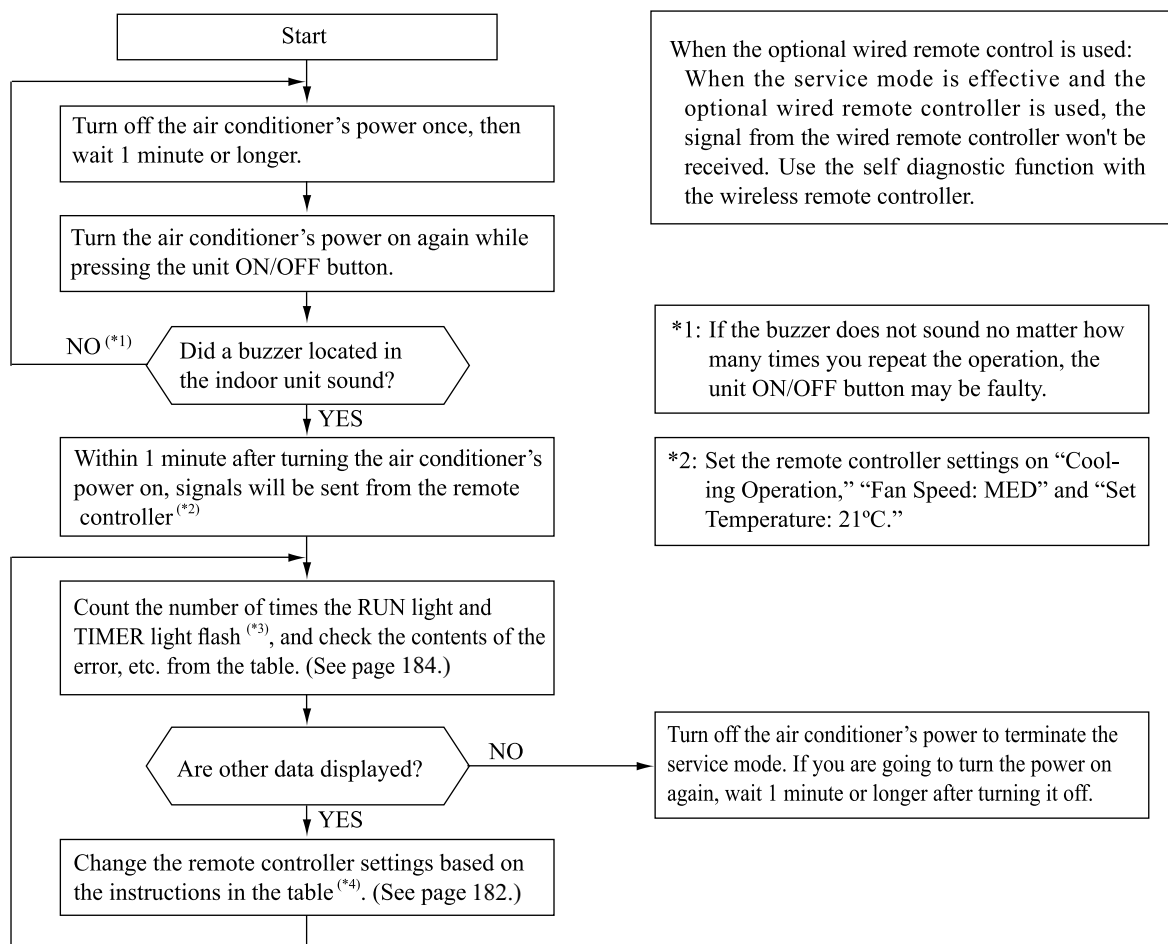 Start
Turn off the air conditioner's power once, then
wait 1 minute or longer.
Turn the air conditioner's power on again while
pressing the unit ON/OFF button.
NO (*1)
Did a buzzer located in
the indoor unit sound?
YES
Within 1 minute after turning the air conditioner's
power on, signals will be sent from the remote
controller (*2)
Count the number of times the RUN light and
TIMER light flash (*3), and check the contents of the
error, etc. from the table. (See page 184.)
Are other data displayed?
NO
YES
Change the remote controller settings based on
the instructions in the table (*4). (See page 182.)
When the optional wired remote control is used:
When the service mode is effective and the
optional wired remote controller is used, the
signal from the wired remote controller won't be
received. Use the self diagnostic function with
the wireless remote controller.
*1: If the buzzer does not sound no matter how
many times you repeat the operation, the
unit ON/OFF button may be faulty.
*2: Set the remote controller settings on “Cool-
ing Operation,” “Fan Speed: MED” and “Set
Temperature: 21ºC.”
Turn off the air conditioner's power to terminate the
service mode. If you are going to turn the power on
again, wait 1 minute or longer after turning it off.